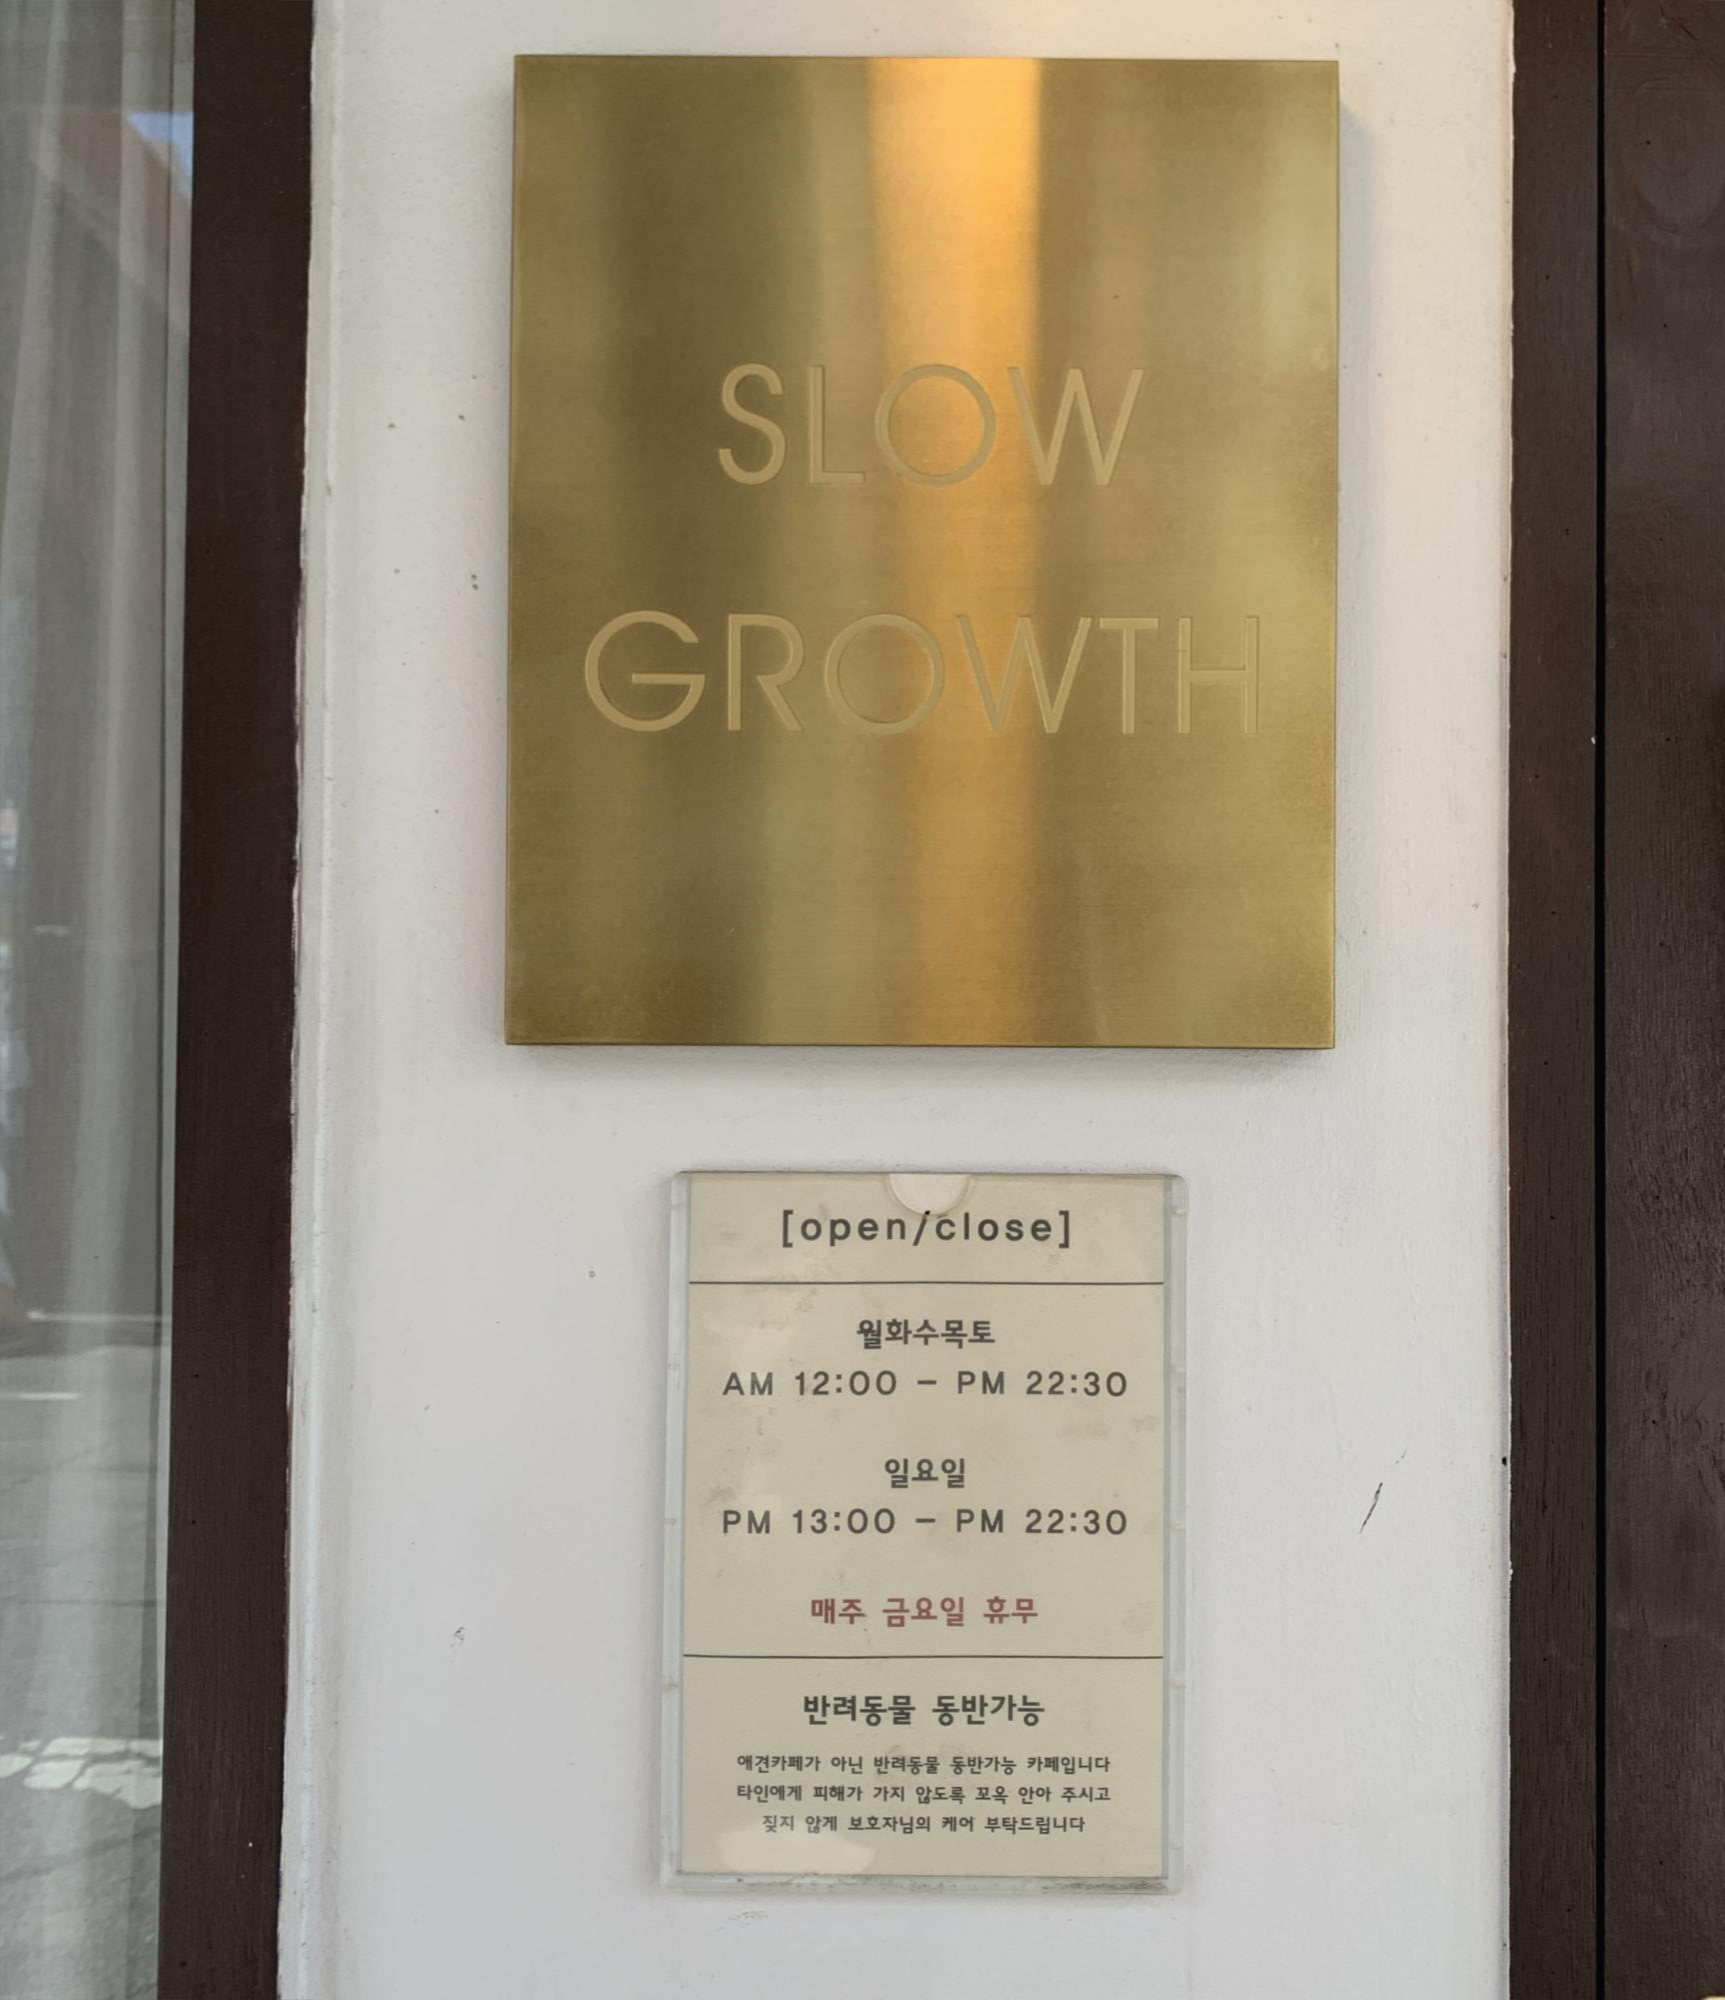 SLOW
GROWTH
[open/close]
월화수목토
AM 12:00 - PM 22:30
일요일
PM 13:00 - PM 22:30
매주 금요일 휴무
반려동물 동반가능
애견카페가 아닌 반려동물 동반가능 카페입니다
타인에게 피해가 가지 않도록 꼬옥 안아 주시고
짖지 않게 보호자님의 케어 부탁드립니다